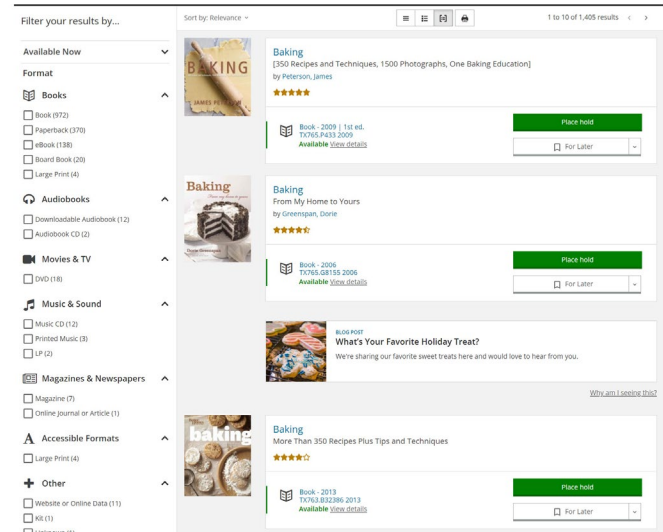 Filter your results by...
Sort by: Relevance
1 to 10 of 1,405 results
Available Now
Format
Books
Book (972)
Paperback (370)
eBook (138)
Board Book (20)
Large Print (4)
Audiobooks
Downloadable Audiobook (12)
Audiobook CD (2)
Movies & TV
DVD (18)
Music & Sound
Music CD (12)
Printed Music (3)
LP (2)
Magazines & Newspapers
Magazine (7)
Online Journal or Article (1)
Accessible Formats
Large Print (4)
Other
Website or Online Data (11)
Kit (1)
Unknown (1)
BAKING
JAMES PETERSON
Baking
[350 Recipes and Techniques, 1500 Photographs, One Baking Education]
by Peterson, James
Book - 2009 | 1st ed.
TX765.P433 2009
Available View details
Place hold
For Later
Baking
From my home to yours
Dorie Greenspan
Baking
From My Home to Yours
by Greenspan, Dorie
Book - 2006
TX765.G8155 2006
Available View details
Place hold
For Later
BLOG POST
What's Your Favorite Holiday Treat?
We're sharing our favorite sweet treats here and would love to hear from you.
Why am I seeing this?
baking
Baking
More Than 350 Recipes Plus Tips and Techniques
Book - 2013
TX763.B32386 2013
Available View details
Place hold
For Later